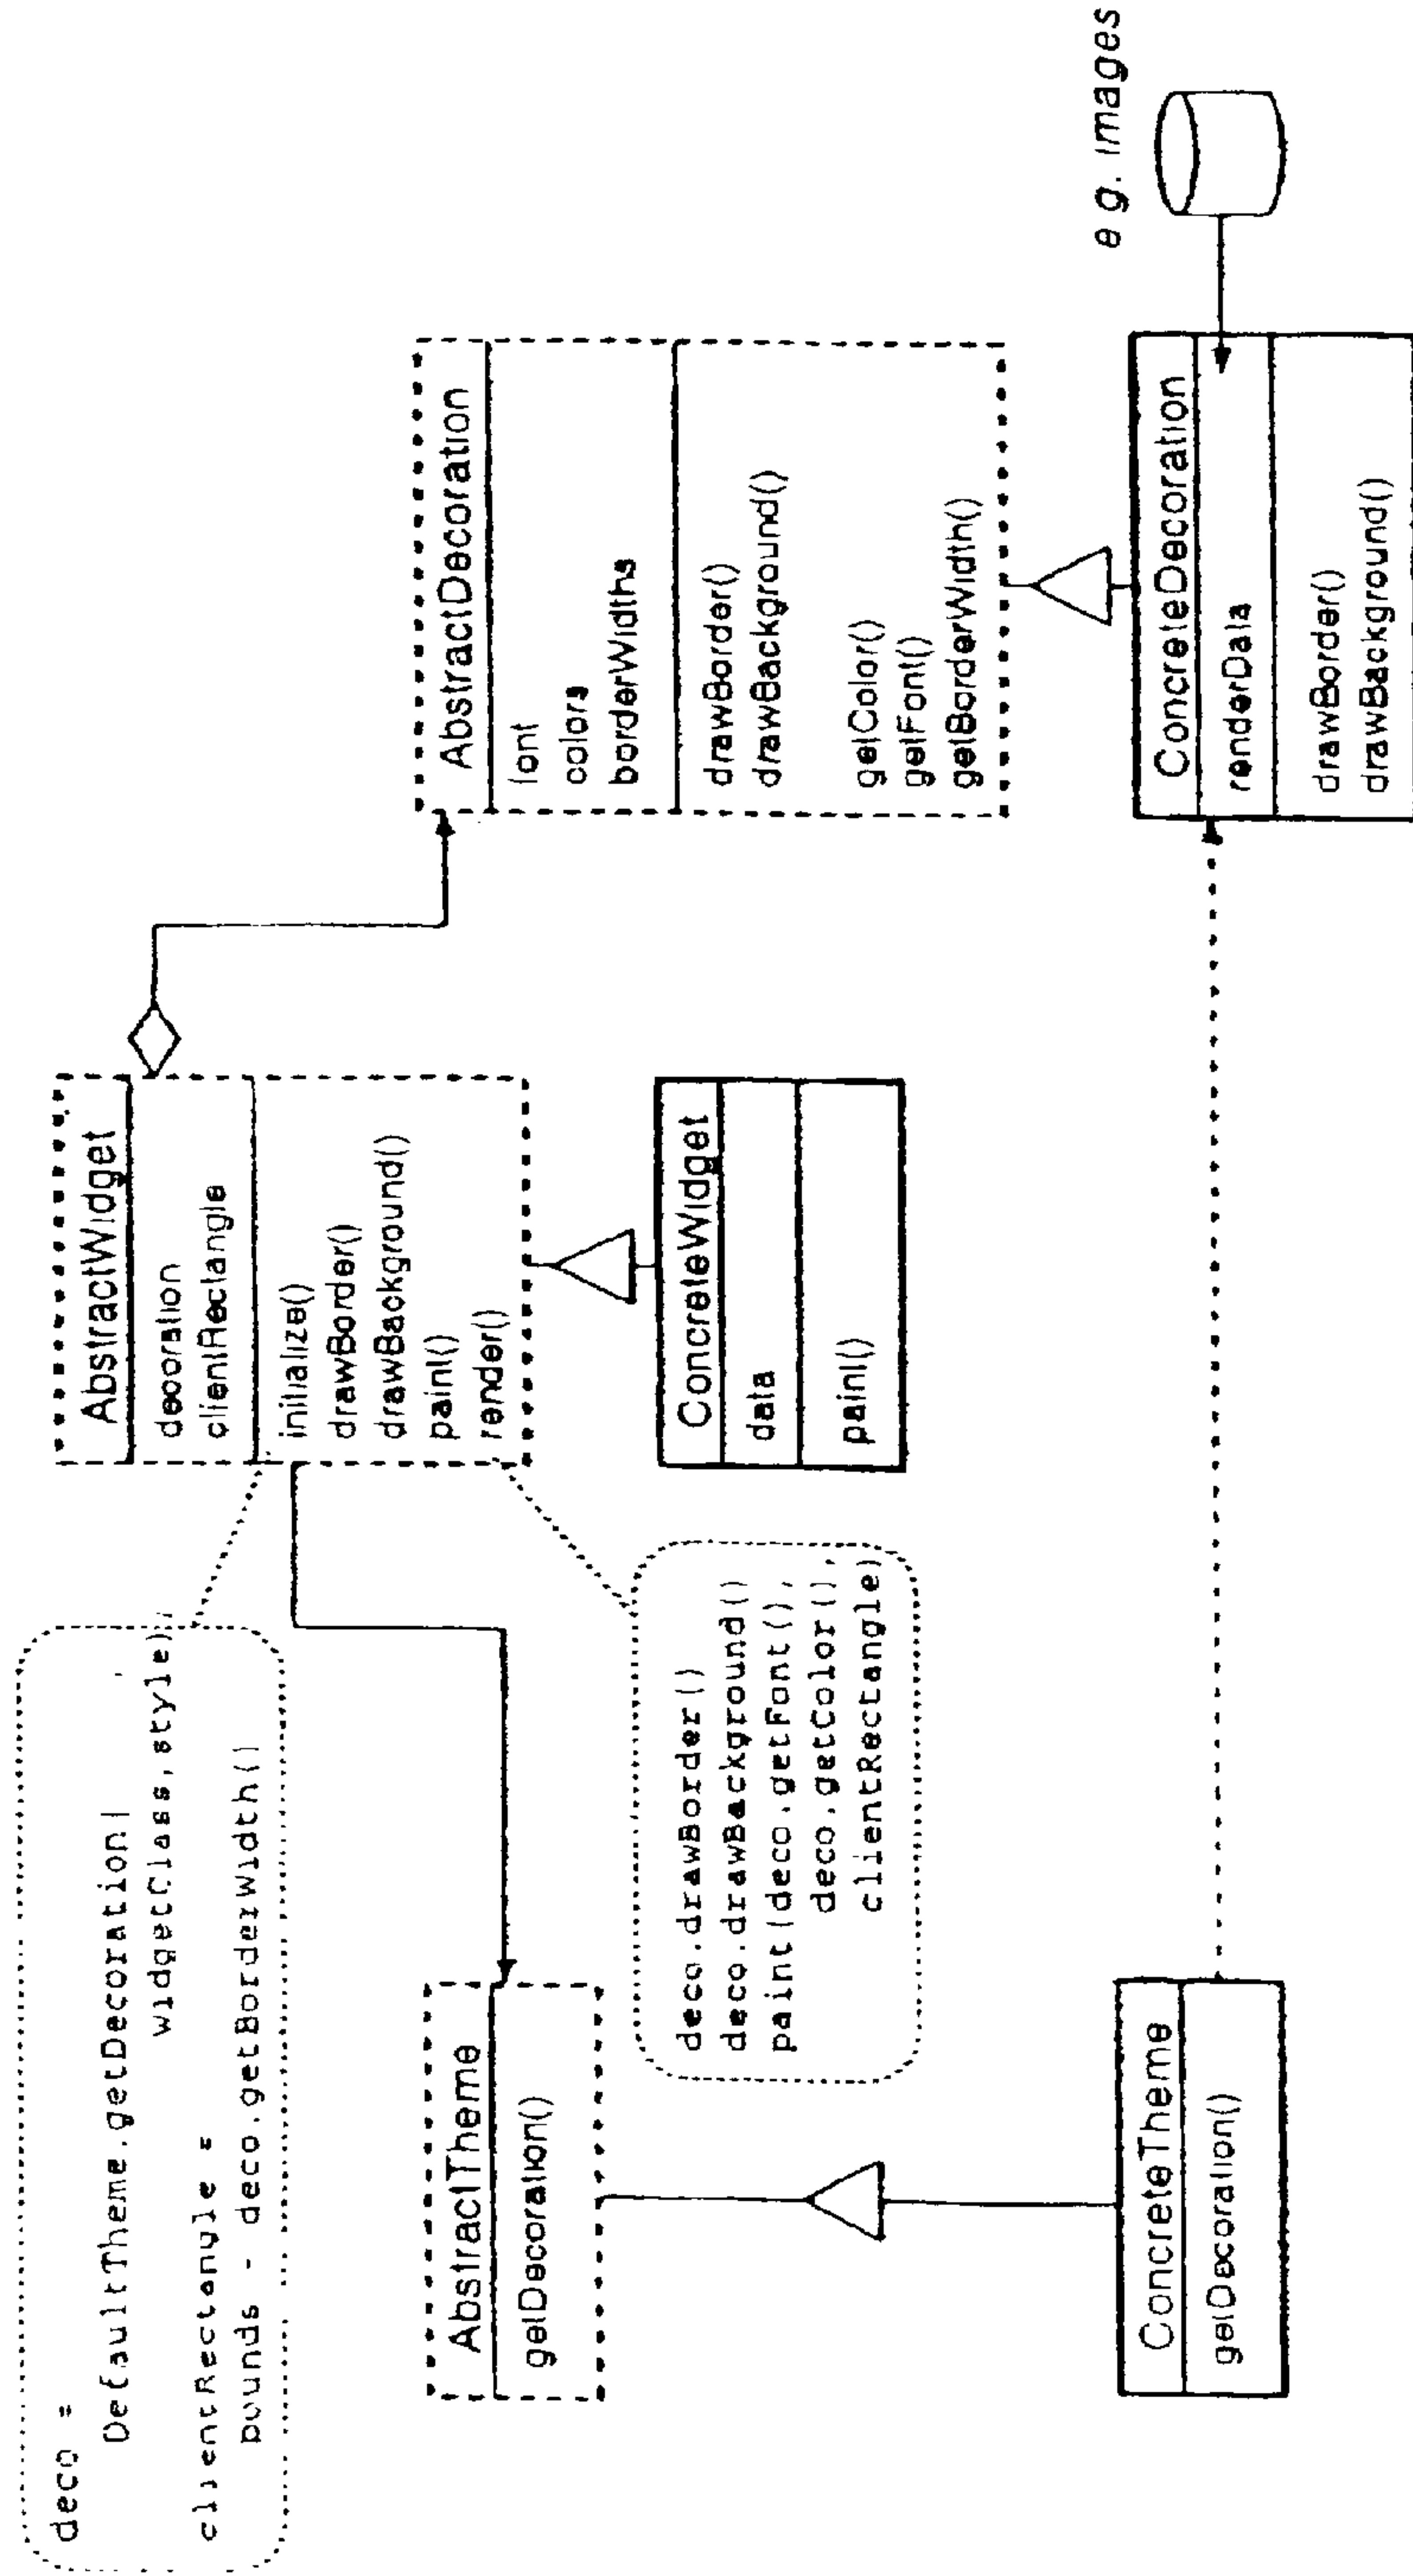 deco =
DefaultTheme.getDecoration(
widgetClass,style);
clientRectangle =
bounds - deco.getBorderWidth()
AbstractWidget
decoration
clientRectangle
initialize()
drawBorder()
drawBackground()
paint()
render()
AbstractTheme
getDecoration()
deco.drawBorder()
deco.drawBackground()
paint(deco.getFont(),
deco.getColor(),
clientRectangle)
ConcreteWidget
data
paint()
AbstractDecoration
font
colors
borderWidths
drawBorder()
drawBackground()
getColor()
getFont()
getBorderWidth()
ConcreteTheme
getDecoration()
ConcreteDecoration
renderData
drawBorder()
drawBackground()
e g. images